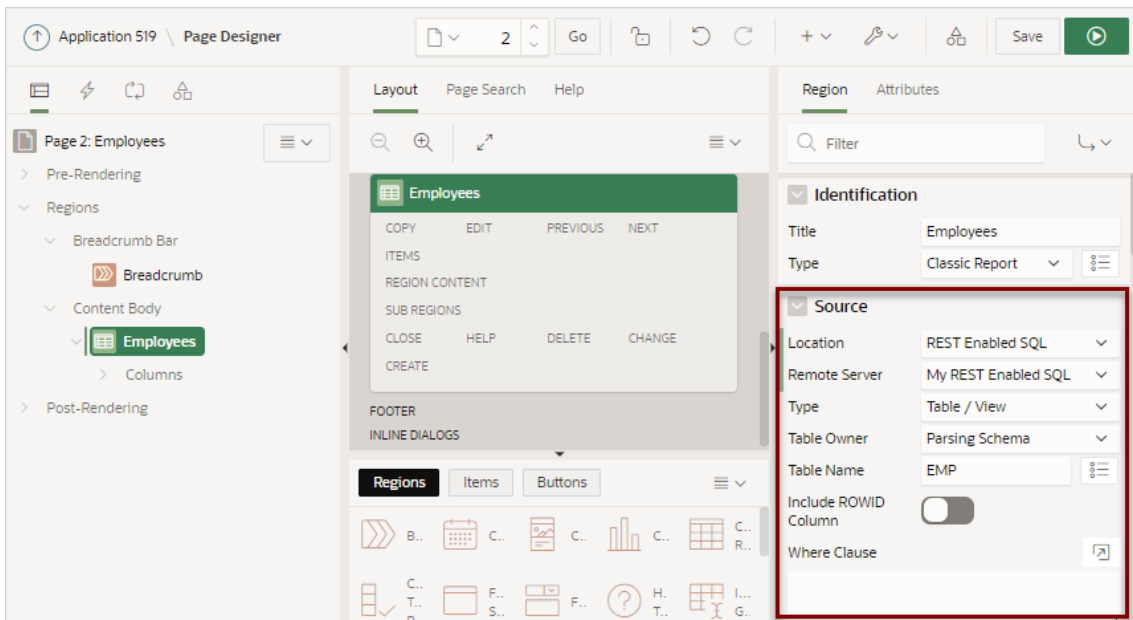 Application 519 \ Page Designer
2 Go Save
Layout Page Search Help
Region Attributes
Page 2: Employees
Pre-Rendering
Regions
Breadcrumb Bar
Breadcrumb
Content Body
Employees
Columns
Post-Rendering
Employees
COPY EDIT PREVIOUS NEXT
ITEMS
REGION CONTENT
SUB REGIONS
CLOSE HELP DELETE CHANGE
CREATE
FOOTER
INLINE DIALOGS
Regions Items Buttons
B.. C.. C.. C.. C..
R..
C.. F.. F.. H. I...
T.. S.. T.. G..
Filter
Identification
Title Employees
Type Classic Report
Source
Location REST Enabled SQL
Remote Server My REST Enabled SQL
Type Table / View
Table Owner Parsing Schema
Table Name EMP
Include ROWID
Column
Where Clause